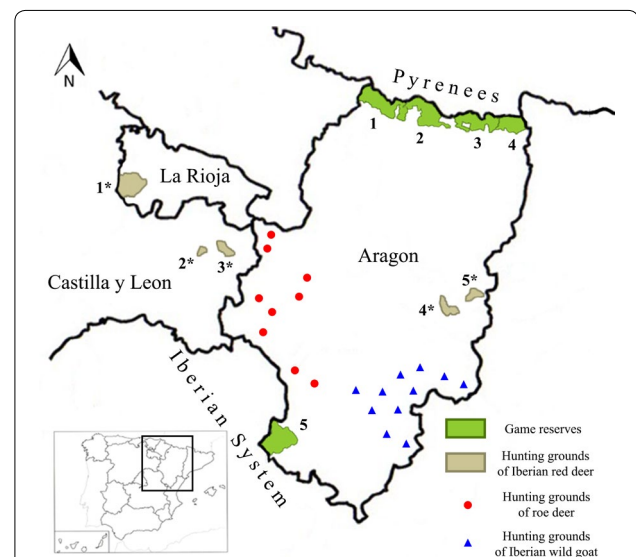 Pyrenees
N
1
2
3
4
La Rioja
1*
2*
3*
Castilla y Leon
Aragon
5*
4*
Iberian System
5
Game reserves
Hunting grounds
of Iberian red deer
Hunting grounds
of roe deer
Hunting grounds
of Iberian wild goat